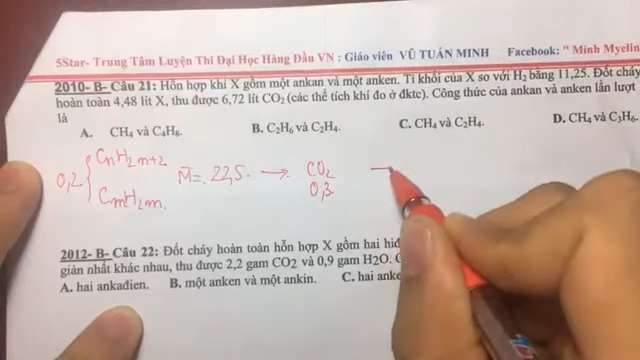 5Star- Trung Tâm Luyện Thi Đại Học Hàng Đầu VN : Giáo viên VŨ TUẤN MINH Facebook: " Minh Myelin
2010- B- Câu 21: Hỗn hợp khí X gồm một ankan và một anken. Tỉ khối của X so với H2 bằng 11,25. Đốt cháy
hoàn toàn 4,48 lít X, thu được 6,72 lít CO2 (các thể tích khí đo ở đktc). Công thức của ankan và anken lần lượt
là
A. CH4 và C4H8. B. C2H6 và C2H4. C. CH4 và C2H4. D. CH4 và C3H6.
0,2 { CnH2n+2 M̄ = 22,5. → CO2
CmH2m. 0,3.
2012- B- Câu 22: Đốt cháy hoàn toàn hỗn hợp X gồm hai
giản nhất khác nhau, thu được 2,2 gam CO2 và 0,9 gam H2O.
A. hai ankađien. B. một anken và một ankin. C. hai anke